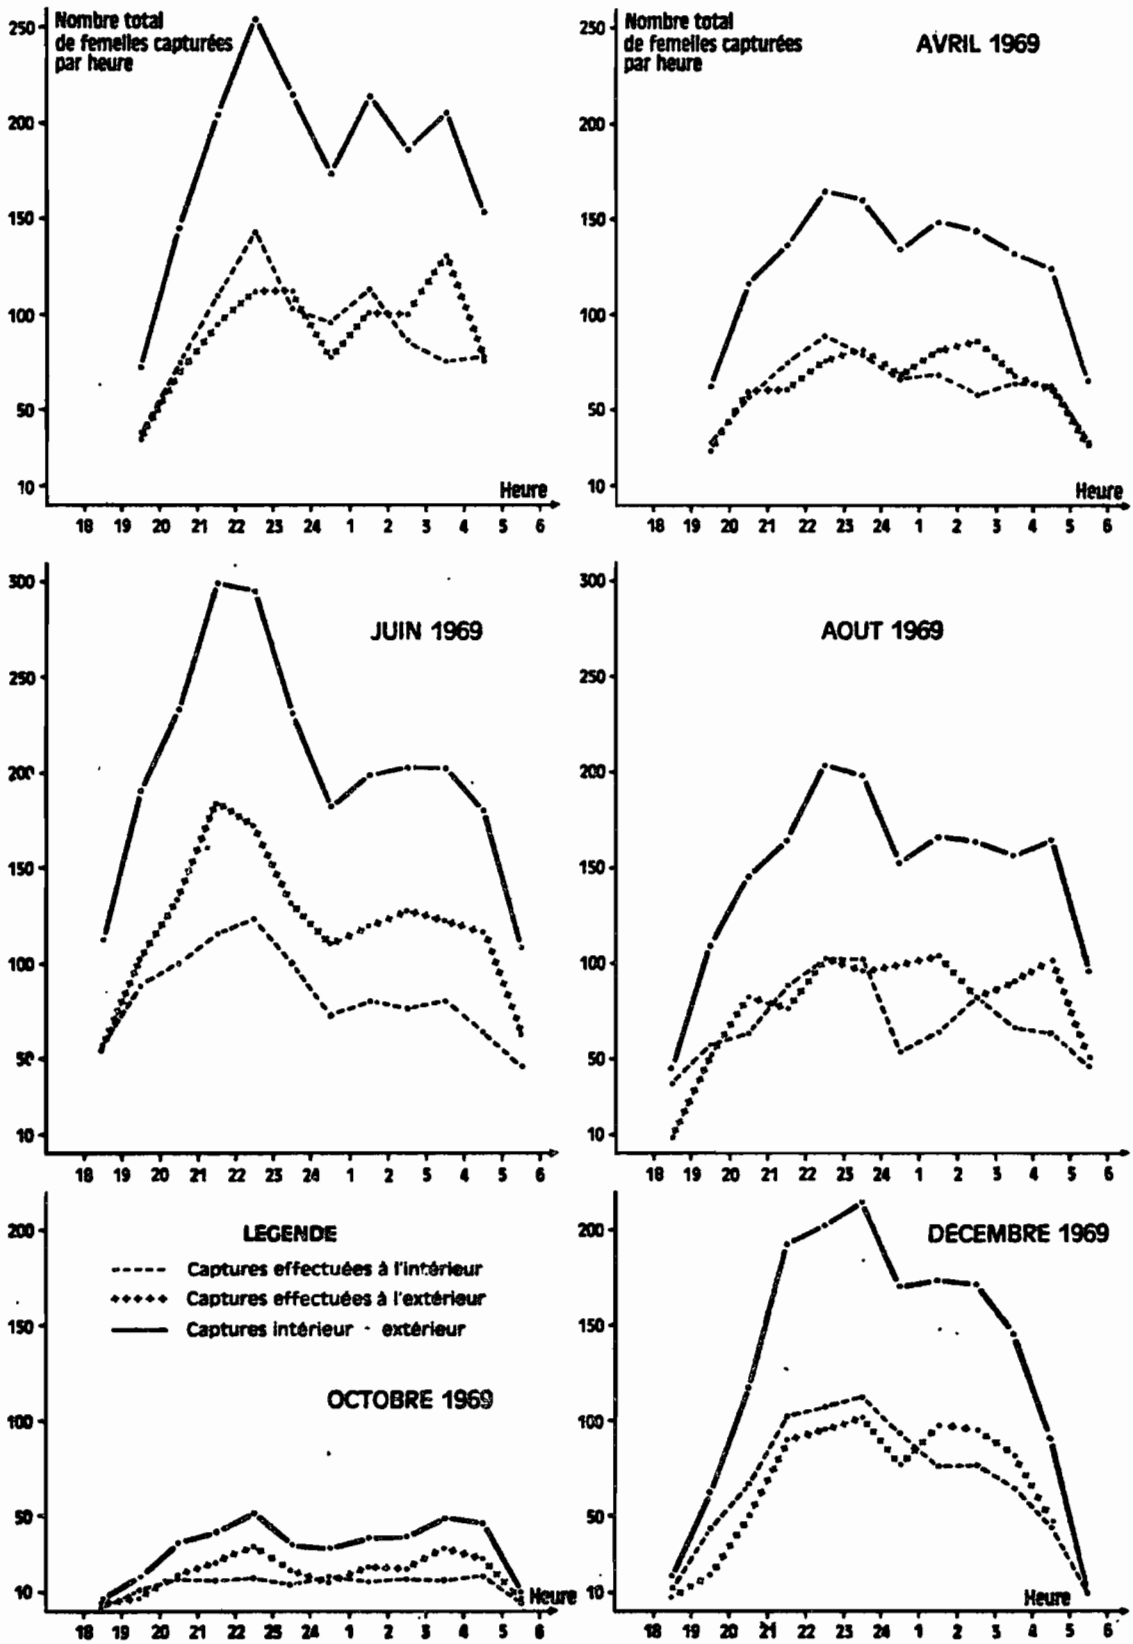 Nombre total
de femelles capturées
par heure
250
200
150
100
50
10
Heure
18 19 20 21 22 23 24 1 2 3 4 5 6
Nombre total
de femelles capturées
par heure
AVRIL 1969
250
200
150
100
50
10
Heure
18 19 20 21 22 23 24 1 2 3 4 5 6
JUIN 1969
300
250
200
150
100
50
10
18 19 20 21 22 23 24 1 2 3 4 5 6
AOUT 1969
300
250
200
150
100
50
10
18 19 20 21 22 23 24 1 2 3 4 5 6
LEGENDE
Captures effectuées à l'intérieur
Captures effectuées à l'extérieur
Captures intérieur - extérieur
OCTOBRE 1969
200
150
100
50
10
Heure
18 19 20 21 22 23 24 1 2 3 4 5 6
DECEMBRE 1969
200
150
100
50
10
Heure
18 19 20 21 22 23 24 1 2 3 4 5 6